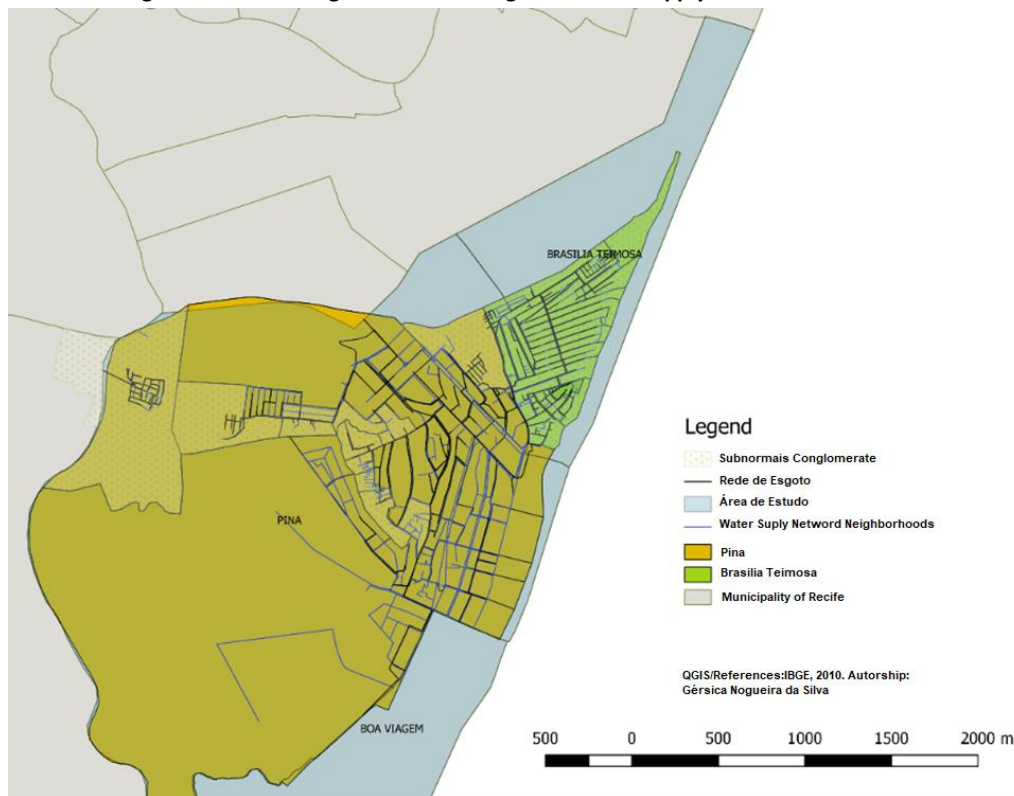 BRASILIA TEIMOSA
PINA
BOA VIAGEM
Legend
Subnormais Conglomerate
Rede de Esgoto
Área de Estudo
Water Suply Netword Neighborhoods
Pina
Brasilia Teimosa
Municipality of Recife
QGIS/References:IBGE, 2010. Autorship:
Gérsica Nogueira da Silva
500 0 500 1000 1500 2000 m